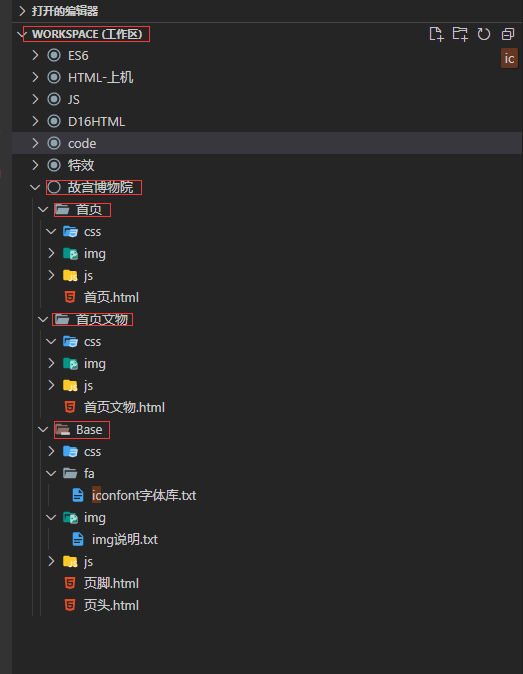 打开的编辑器
WORKSPACE (工作区)
ic
ES6
HTML-上机
JS
D16HTML
code
特效
故宫博物院
首页
css
img
js
首页.html
首页文物
css
img
js
首页文物.html
Base
css
fa
iconfont字体库.txt
img
img说明.txt
js
页脚.html
页头.html